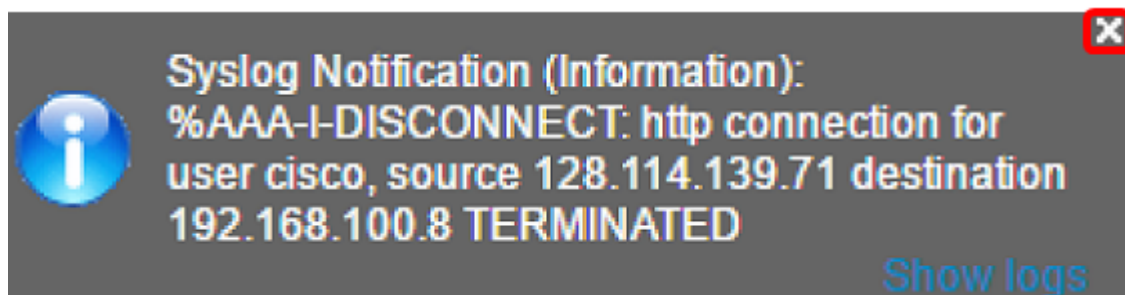 Syslog Notification (Information):
%AAA-I-DISCONNECT: http connection for
user cisco, source 128.114.139.71 destination
192.168.100.8 TERMINATED
Show logs